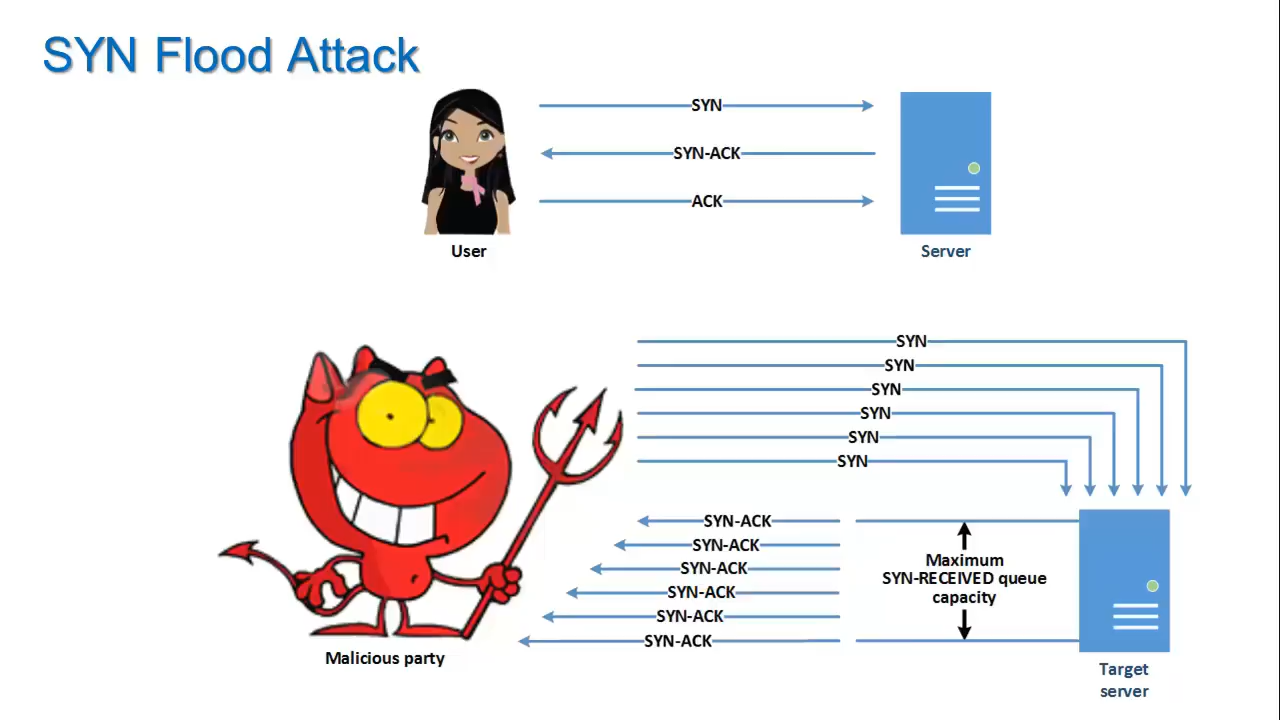 SYN Flood Attack
SYN
SYN-ACK
ACK
User
Server
SYN
SYN
SYN
SYN
SYN
SYN
SYN-ACK
SYN-ACK
SYN-ACK
SYN-ACK
SYN-ACK
SYN-ACK
Maximum
SYN-RECEIVED queue
capacity
Malicious party
Target
server